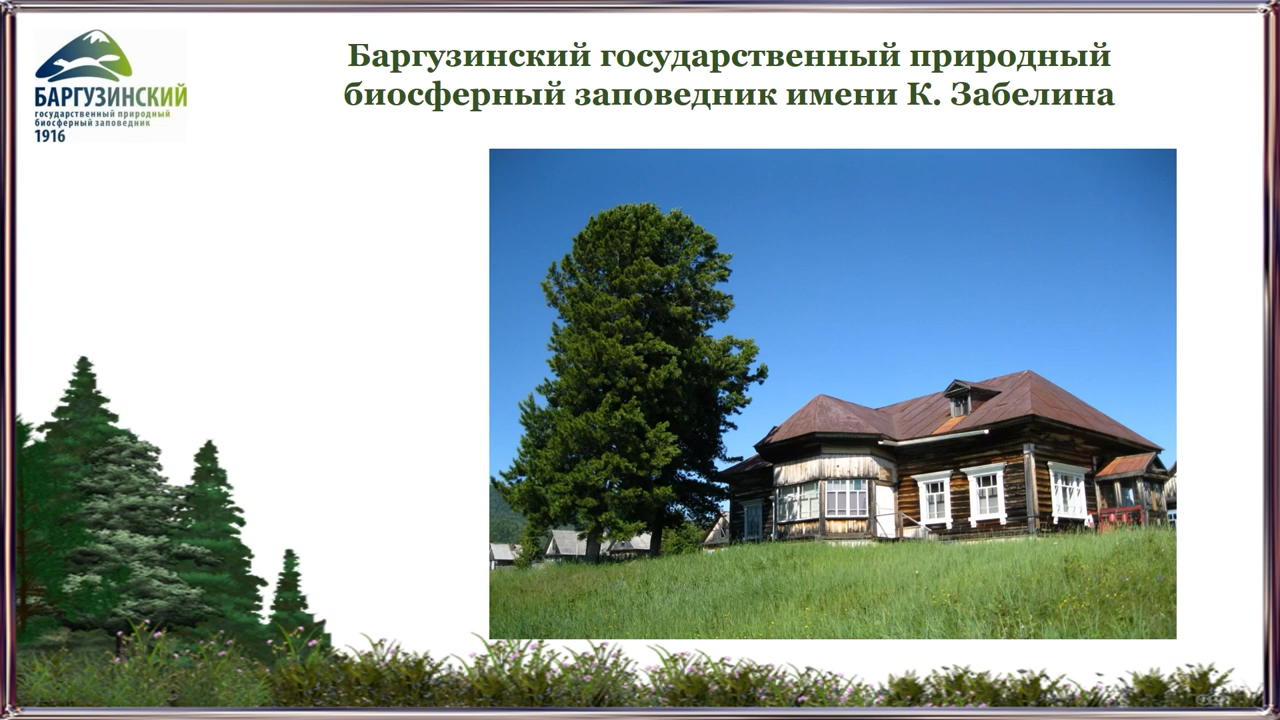 Баргузинский государственный природный
биосферный заповедник имени К. Забелина
БАРГУЗИНСКИЙ
государственный природный
биосферный заповедник
1916